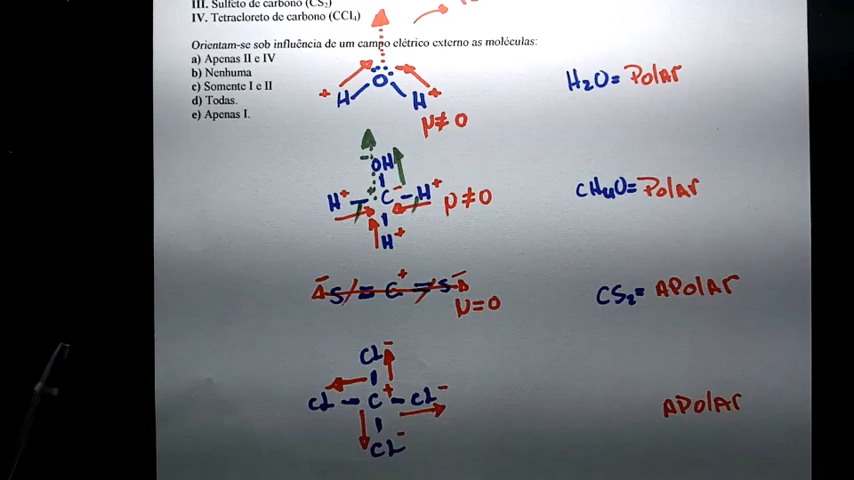 III. Sulfeto de carbono (CS₂)
IV. Tetracloreto de carbono (CCl₄)
Orientam-se sob influência de um campo elétrico externo as moléculas:
a) Apenas II e IV
b) Nenhuma
c) Somente I e II
d) Todas.
e) Apenas I.
O
+ H H +
μ≠0
H₂O= Polar
OH
H+ C- H+
H+
μ≠0
CH₄O= Polar
- S = C+ = S -
μ=0
CS₂= APolAr
Cl-
Cl - C+ - Cl-
Cl-
APolAr